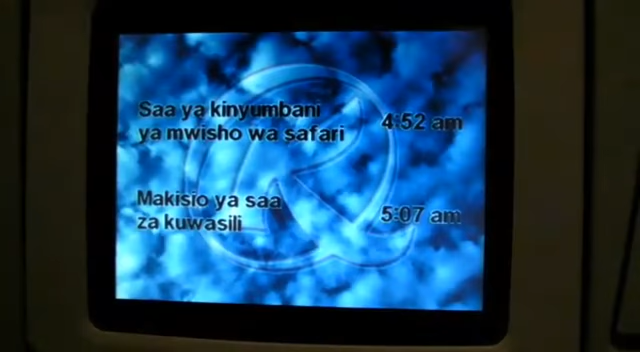 Saa ya kinyumbani
ya mwisho wa safari 4:52 am
Makisio ya saa
za kuwasili 5:07 am